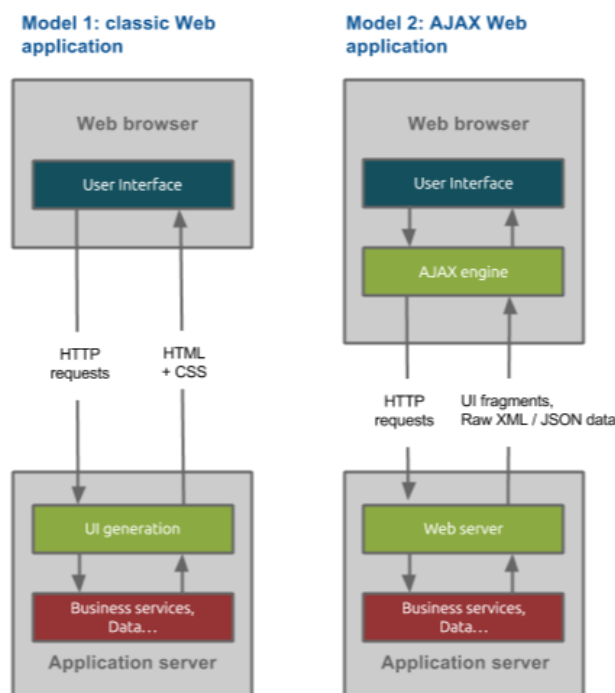 Model 1: classic Web
application
Web browser
User Interface
HTTP
requests
HTML
+ CSS
UI generation
Business services,
Data...
Application server
Model 2: AJAX Web
application
Web browser
User Interface
AJAX engine
HTTP
requests
UI fragments,
Raw XML / JSON data
Web server
Business services,
Data...
Application server